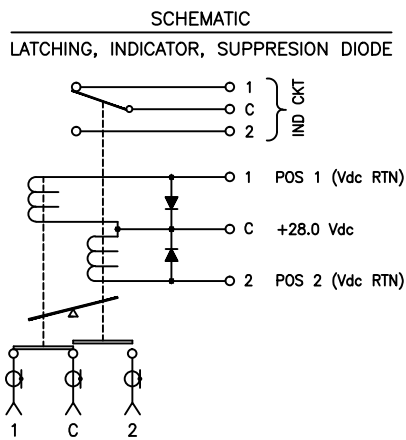 SCHEMATIC
LATCHING, INDICATOR, SUPPRESION DIODE
1
C
2
IND CKT
1 POS 1 (Vdc RTN)
C +28.0 Vdc
2 POS 2 (Vdc RTN)
1 C 2